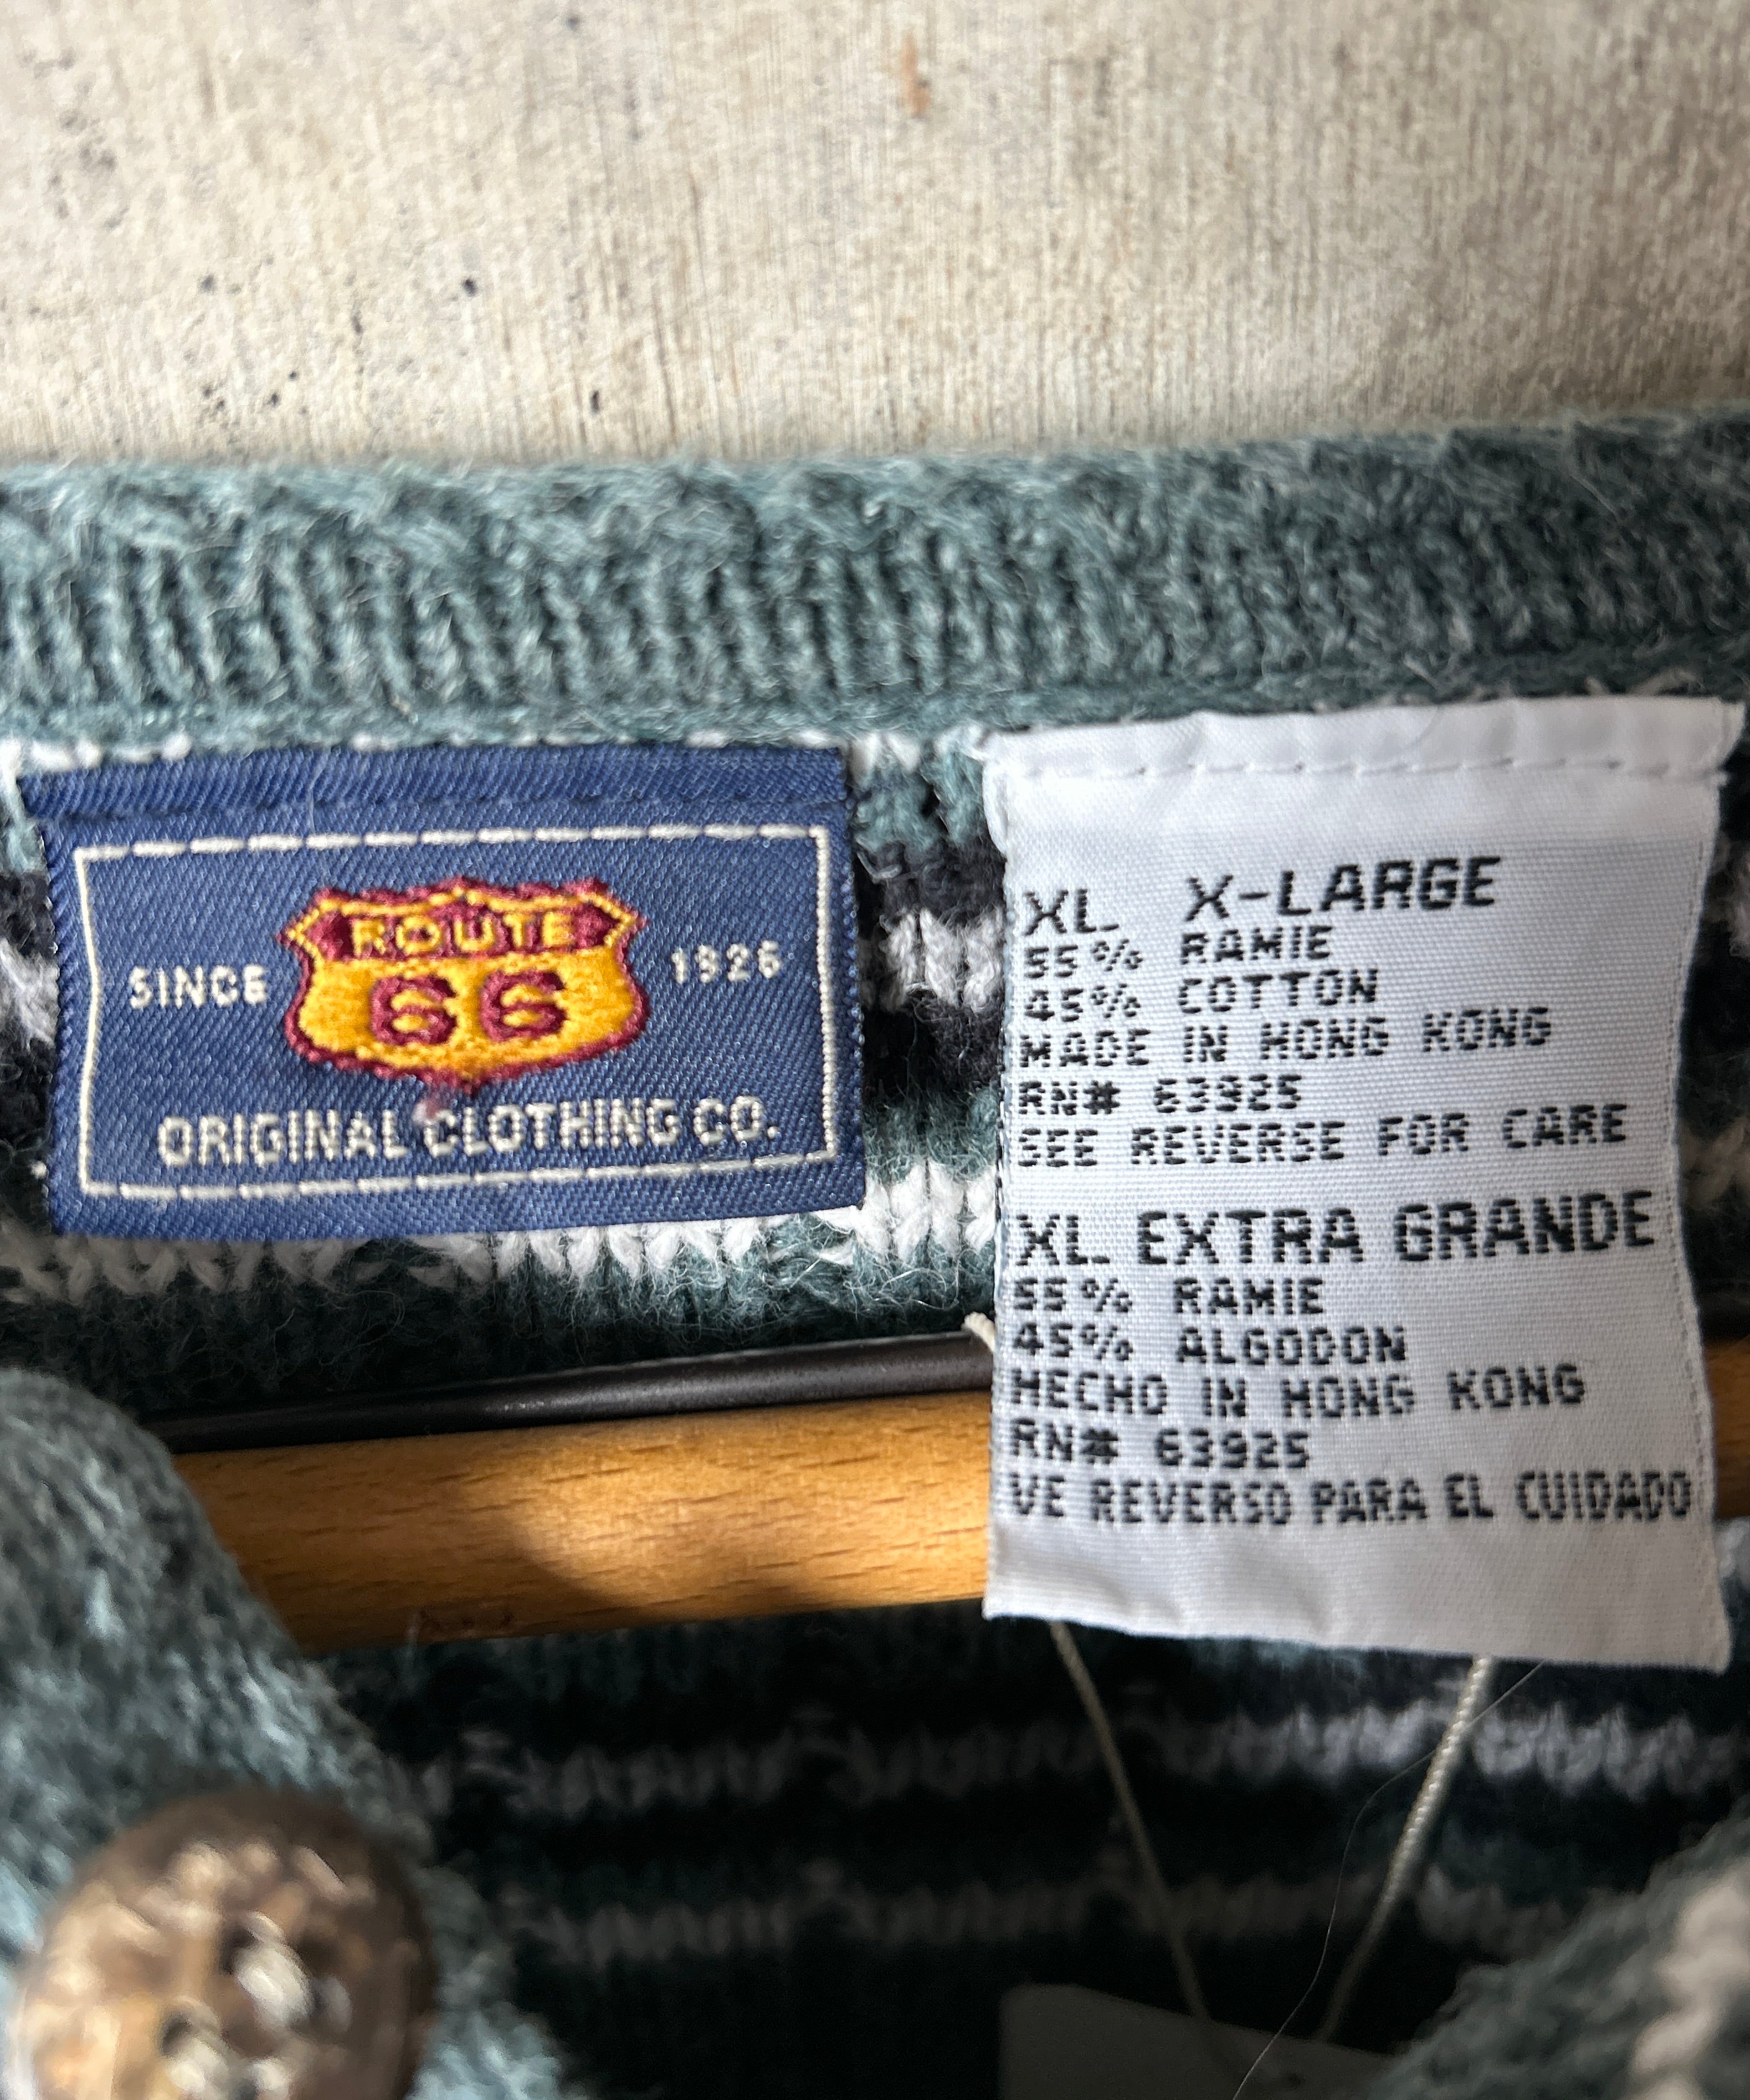 ROUTE
66
SINCE 1926
ORIGINAL CLOTHING CO.
XL X-LARGE
55% RAMIE
45% COTTON
MADE IN HONG KONG
RN# 63925
SEE REVERSE FOR CARE
XL EXTRA GRANDE
55% RAMIE
45% ALGODON
HECHO IN HONG KONG
RN# 63925
VE REVERSO PARA EL CUIDADO